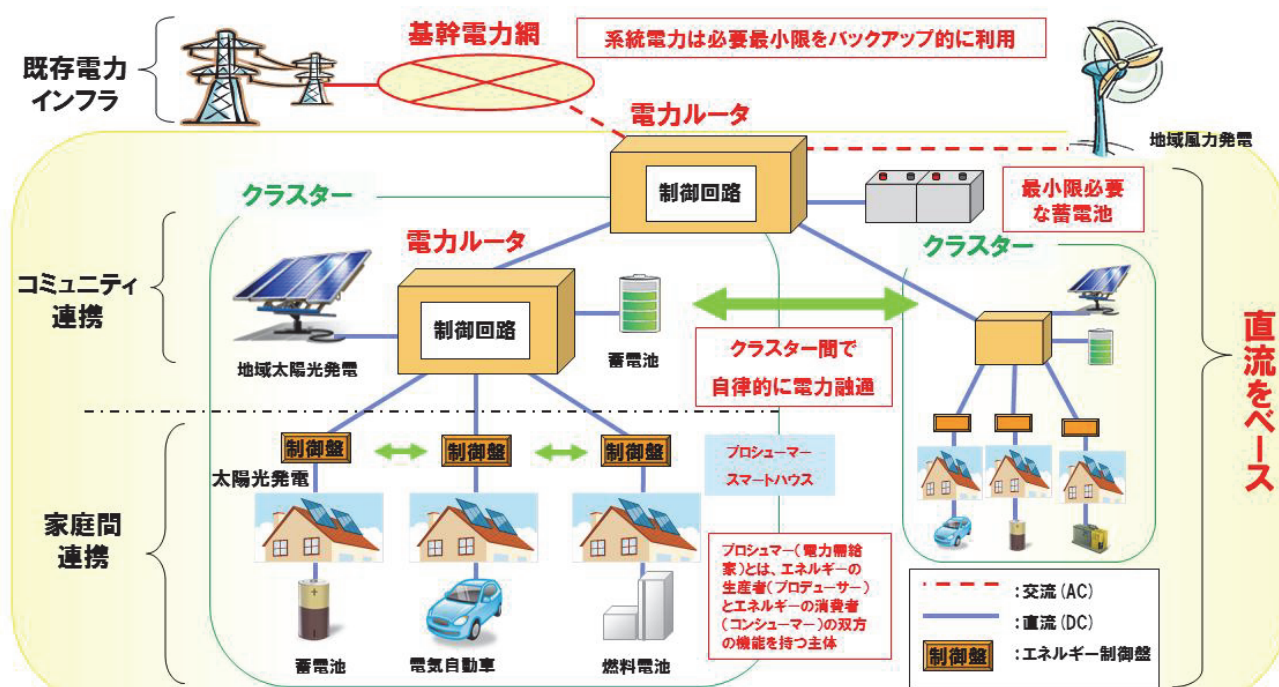 既存電力
インフラ
基幹電力網
系統電力は必要最小限をバックアップ的に利用
電力ルータ
制御回路
地域風力発電
最小限必要
な蓄電池
コミュニティ
連携
クラスター
電力ルータ
制御回路
地域太陽光発電
蓄電池
クラスター間で
自律的に電力融通
クラスター
直流をベース
家庭間
連携
制御盤
制御盤
制御盤
太陽光発電
プロシューマー
スマートハウス
蓄電池
電気自動車
燃料電池
プロシュマー(電力需給
家)とは、エネルギーの
生産者(プロデューサー)
とエネルギーの消費者
(コンシューマー)の双方
の機能を持つ主体
:交流(AC)
:直流(DC)
制御盤 :エネルギー制御盤